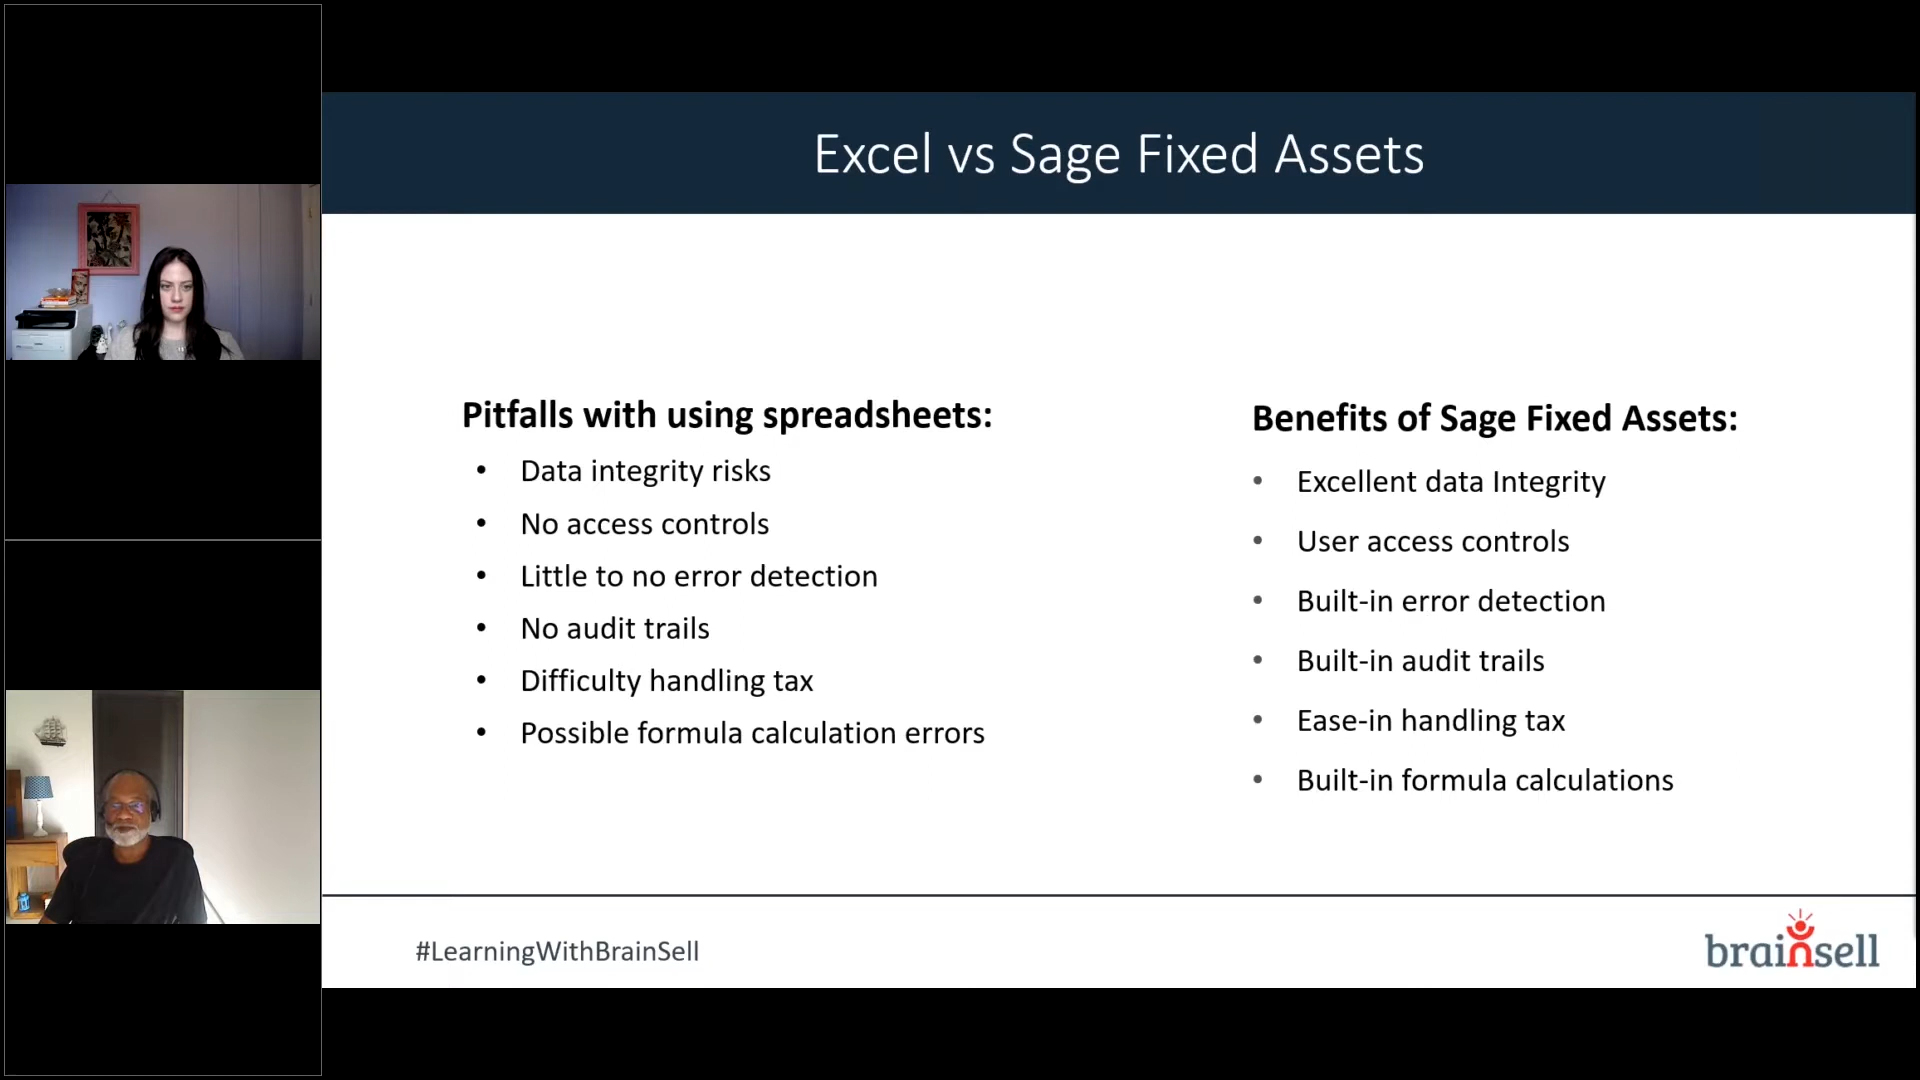 Excel vs Sage Fixed Assets
Pitfalls with using spreadsheets:
• Data integrity risks
• No access controls
• Little to no error detection
• No audit trails
• Difficulty handling tax
• Possible formula calculation errors
Benefits of Sage Fixed Assets:
• Excellent data Integrity
• User access controls
• Built-in error detection
• Built-in audit trails
• Ease-in handling tax
• Built-in formula calculations
#LearningWithBrainSell
brainsell